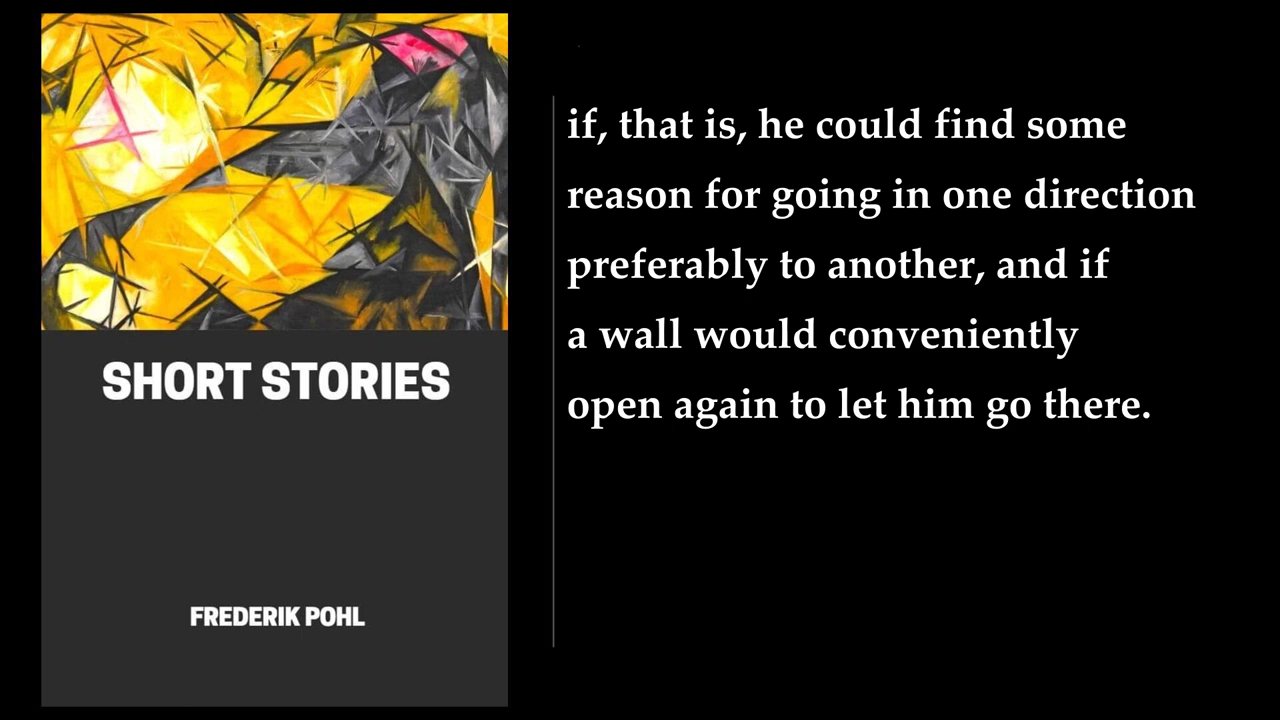 SHORT STORIES
FREDERIK POHL
if, that is, he could find some
reason for going in one direction
preferably to another, and if
a wall would conveniently
open again to let him go there.